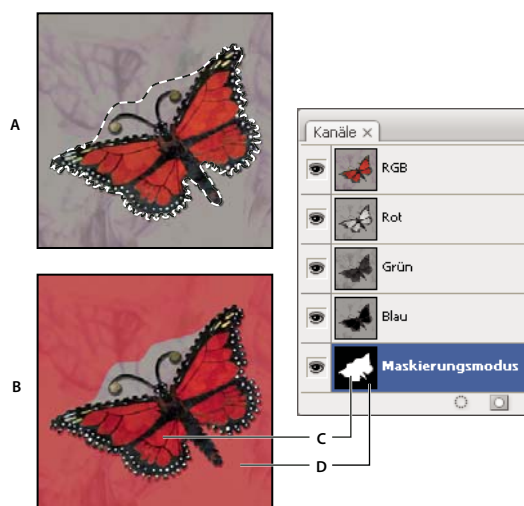 A
Kanäle ×
RGB
Rot
Grün
Blau
Maskierungsmodus
B
C
D